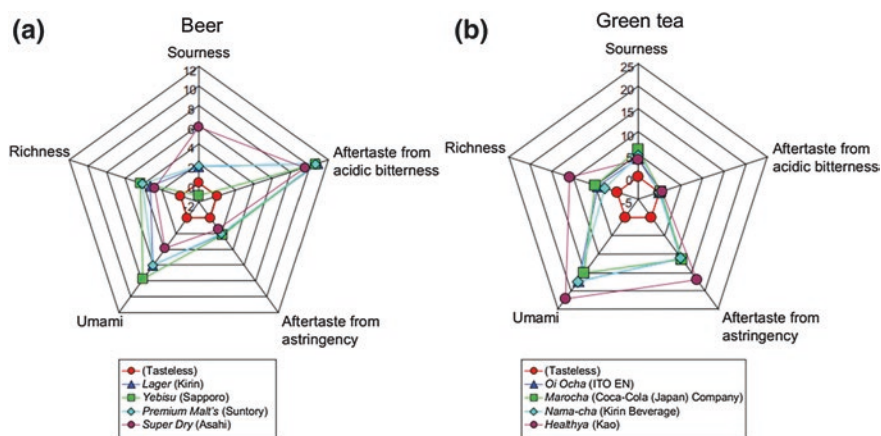 (a)
Beer
Sourness
12
10
8
6
4
2
0
-2
Richness
Aftertaste from
acidic bitterness
Umami
Aftertaste from
astringency
(Tasteless)
Lager (Kirin)
Yebisu (Sapporo)
Premium Malt's (Suntory)
Super Dry (Asahi)
(b)
Green tea
Sourness
25
20
15
10
5
0
-5
Richness
Aftertaste from
acidic bitterness
Umami
Aftertaste from
astringency
(Tasteless)
Oi Ocha (ITO EN)
Marocha (Coca-Cola (Japan) Company)
Nama-cha (Kirin Beverage)
Healthya (Kao)